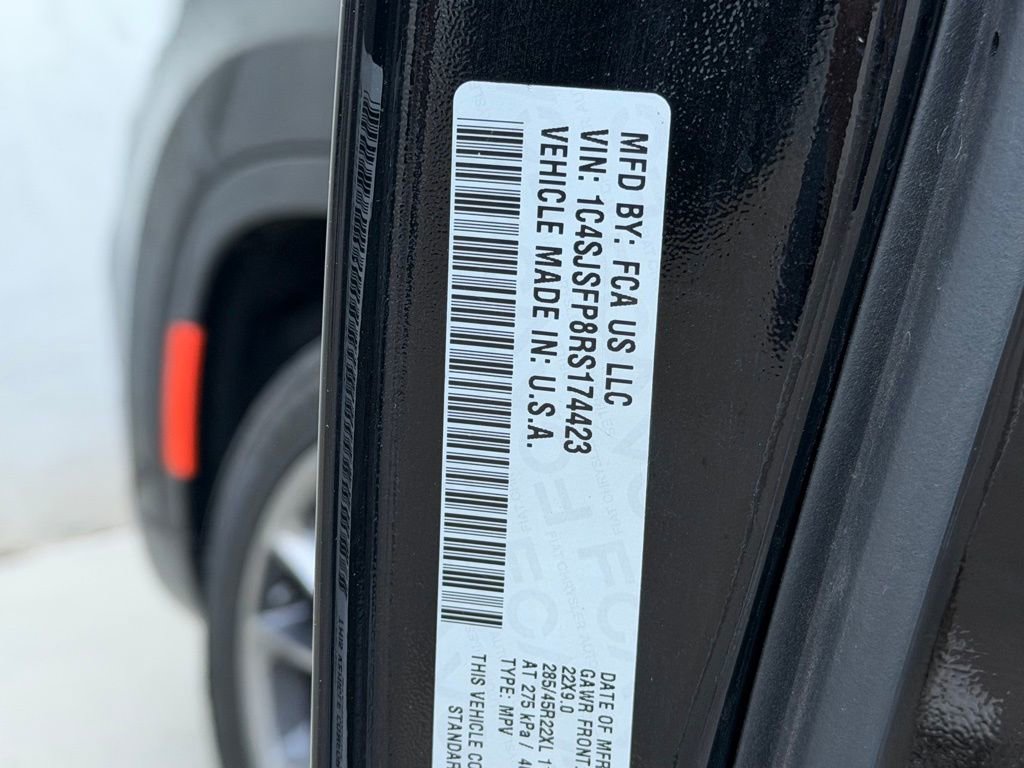 MFD BY: FCA US LLC
VIN: 1C4SJSFP8RS174423
VEHICLE MADE IN: U.S.A.
DATE OF MFR
GAWR FRONT:
22X9.0
285/45R22XL
AT 275 kPa /
TYPE: MPV
THIS VEHICLE CO
STANDAR